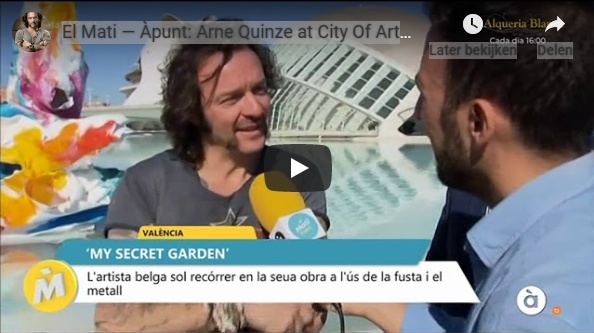 El Mati — Àpunt: Arne Quinze at City Of Art...
Alqueria Bla
Cada dia 16:00
Later bekijken
Delen
VALÈNCIA
'MY SECRET GARDEN'
L'artista belga sol recórrer en la seua obra a l'ús de la fusta i el
metall
M
à